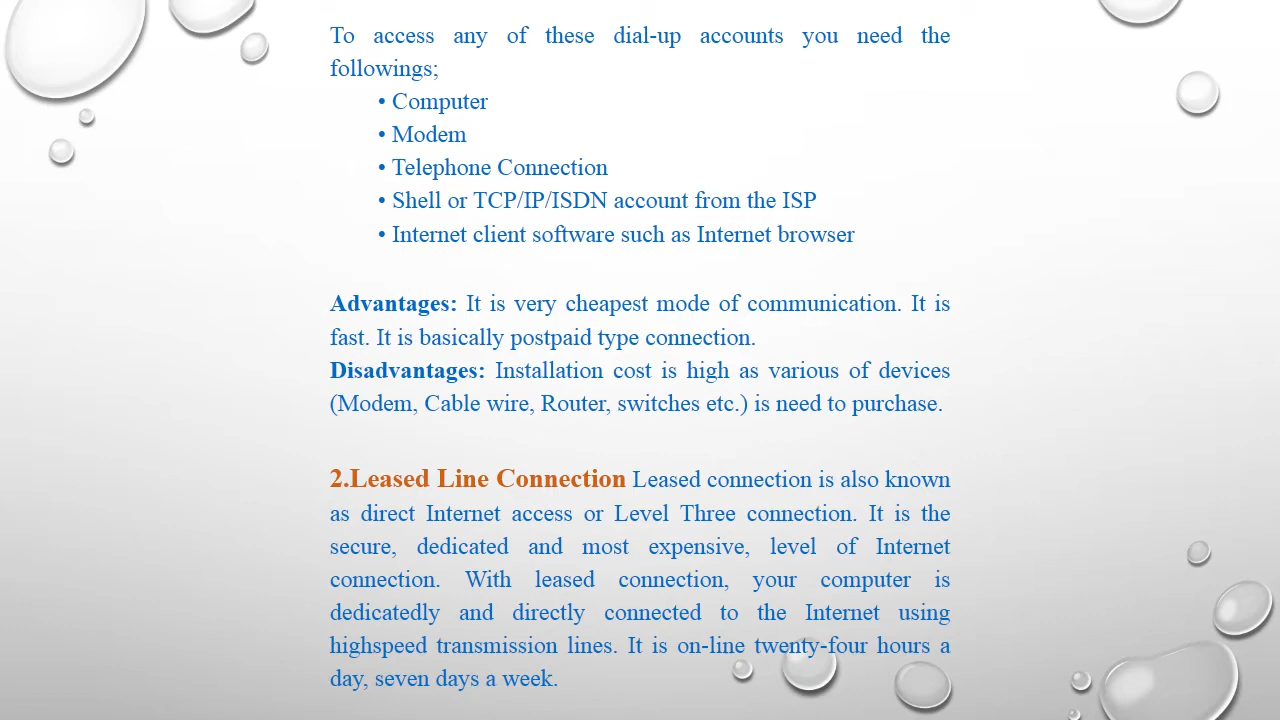 To access any of these dial-up accounts you need the
followings;
• Computer
• Modem
• Telephone Connection
• Shell or TCP/IP/ISDN account from the ISP
• Internet client software such as Internet browser
Advantages: It is very cheapest mode of communication. It is
fast. It is basically postpaid type connection.
Disadvantages: Installation cost is high as various of devices
(Modem, Cable wire, Router, switches etc.) is need to purchase.
2.Leased Line Connection Leased connection is also known
as direct Internet access or Level Three connection. It is the
secure, dedicated and most expensive, level of Internet
connection. With leased connection, your computer is
dedicatedly and directly connected to the Internet using
highspeed transmission lines. It is on-line twenty-four hours a
day, seven days a week.